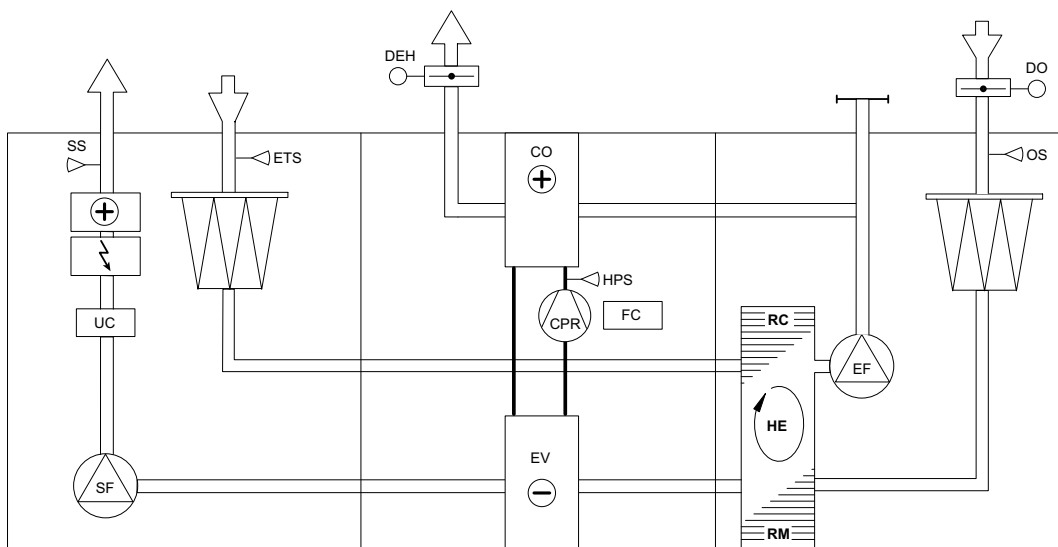 DEH
DO
SS
ETS
CO
OS
HPS
UC
CPR
FC
RC
EF
HE
EV
SF
RM